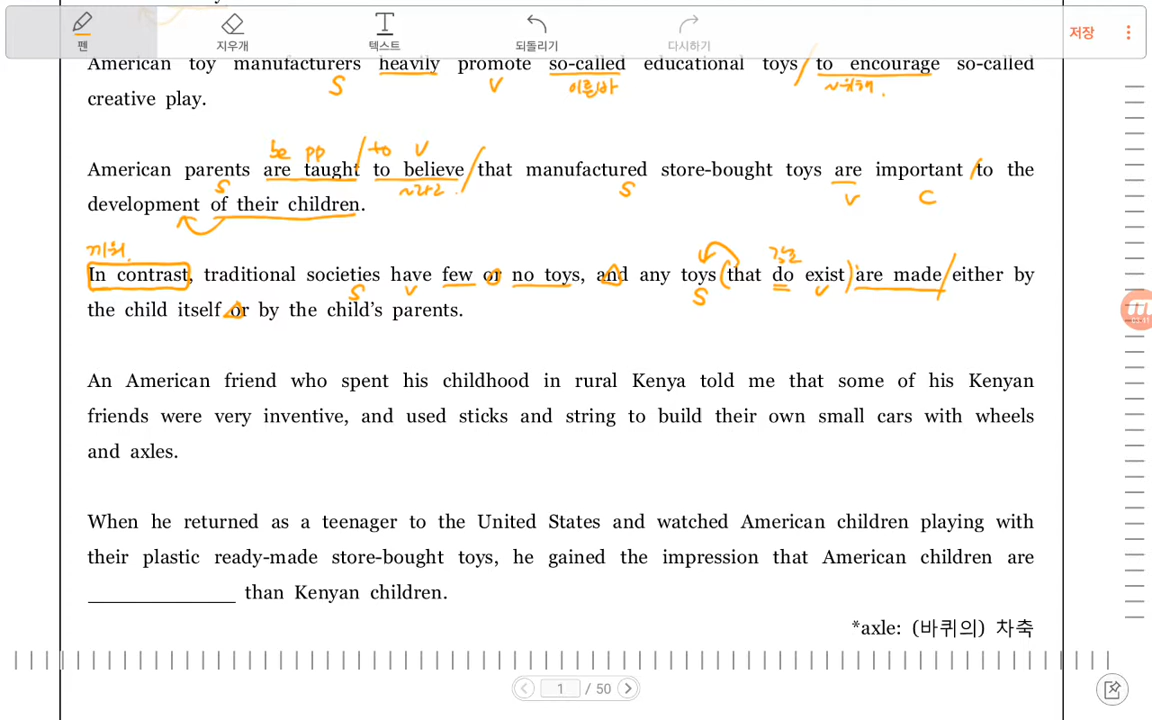 펜
지우개
텍스트
되돌리기
다시하기
저장
American toy manufacturers heavily promote so-called educational toys/ to encourage so-called
S V 이른바 ~위해.
creative play.
be pp / to V
American parents are taught to believe/ that manufactured store-bought toys are important /to the
S ~라고 S V C
development of their children.
강조
In contrast, traditional societies have few or no toys, and any toys (that do exist) are made/ either by
S V S V
the child itself or by the child's parents.
An American friend who spent his childhood in rural Kenya told me that some of his Kenyan
friends were very inventive, and used sticks and string to build their own small cars with wheels
and axles.
When he returned as a teenager to the United States and watched American children playing with
their plastic ready-made store-bought toys, he gained the impression that American children are
_____________ than Kenyan children.
*axle: (바퀴의) 차축
1 / 50